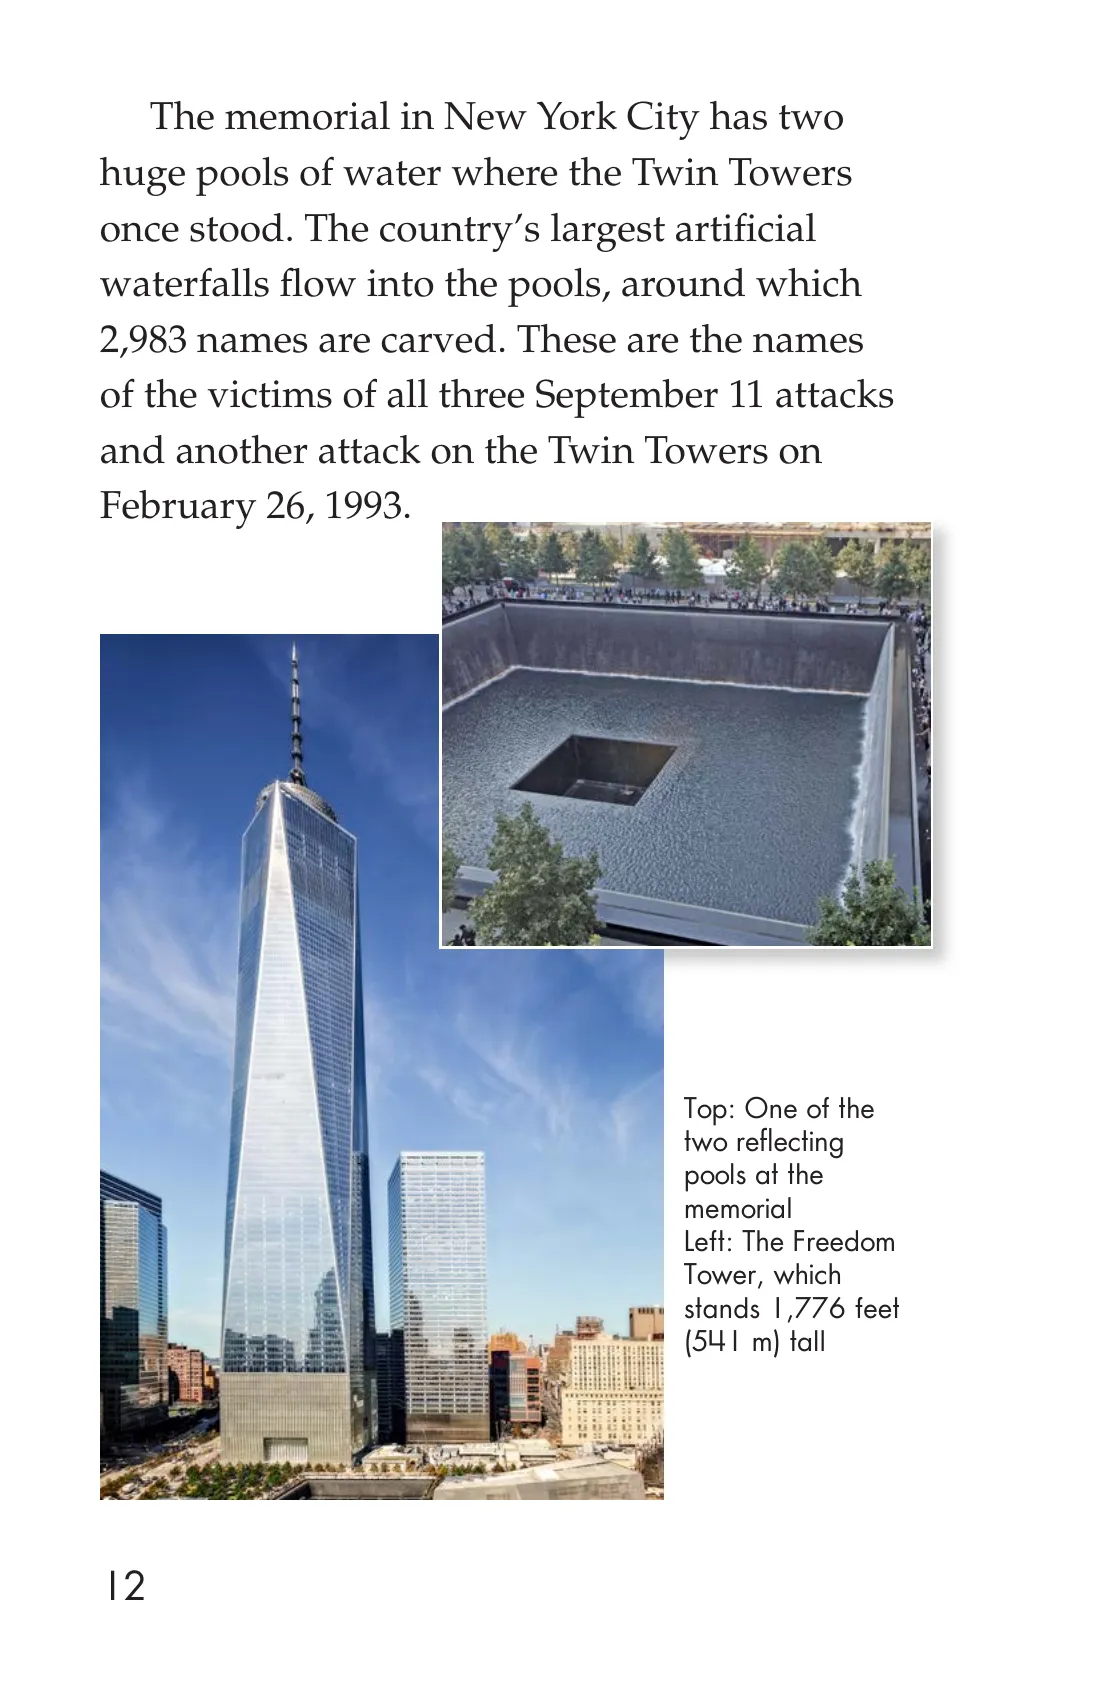 The memorial in New York City has two
huge pools of water where the Twin Towers
once stood. The country’s largest artificial
waterfalls flow into the pools, around which
2,983 names are carved. These are the names
of the victims of all three September 11 attacks
and another attack on the Twin Towers on
February 26, 1993.
Top: One of the
two reflecting
pools at the
memorial
Left: The Freedom
Tower, which
stands 1,776 feet
(541 m) tall
12